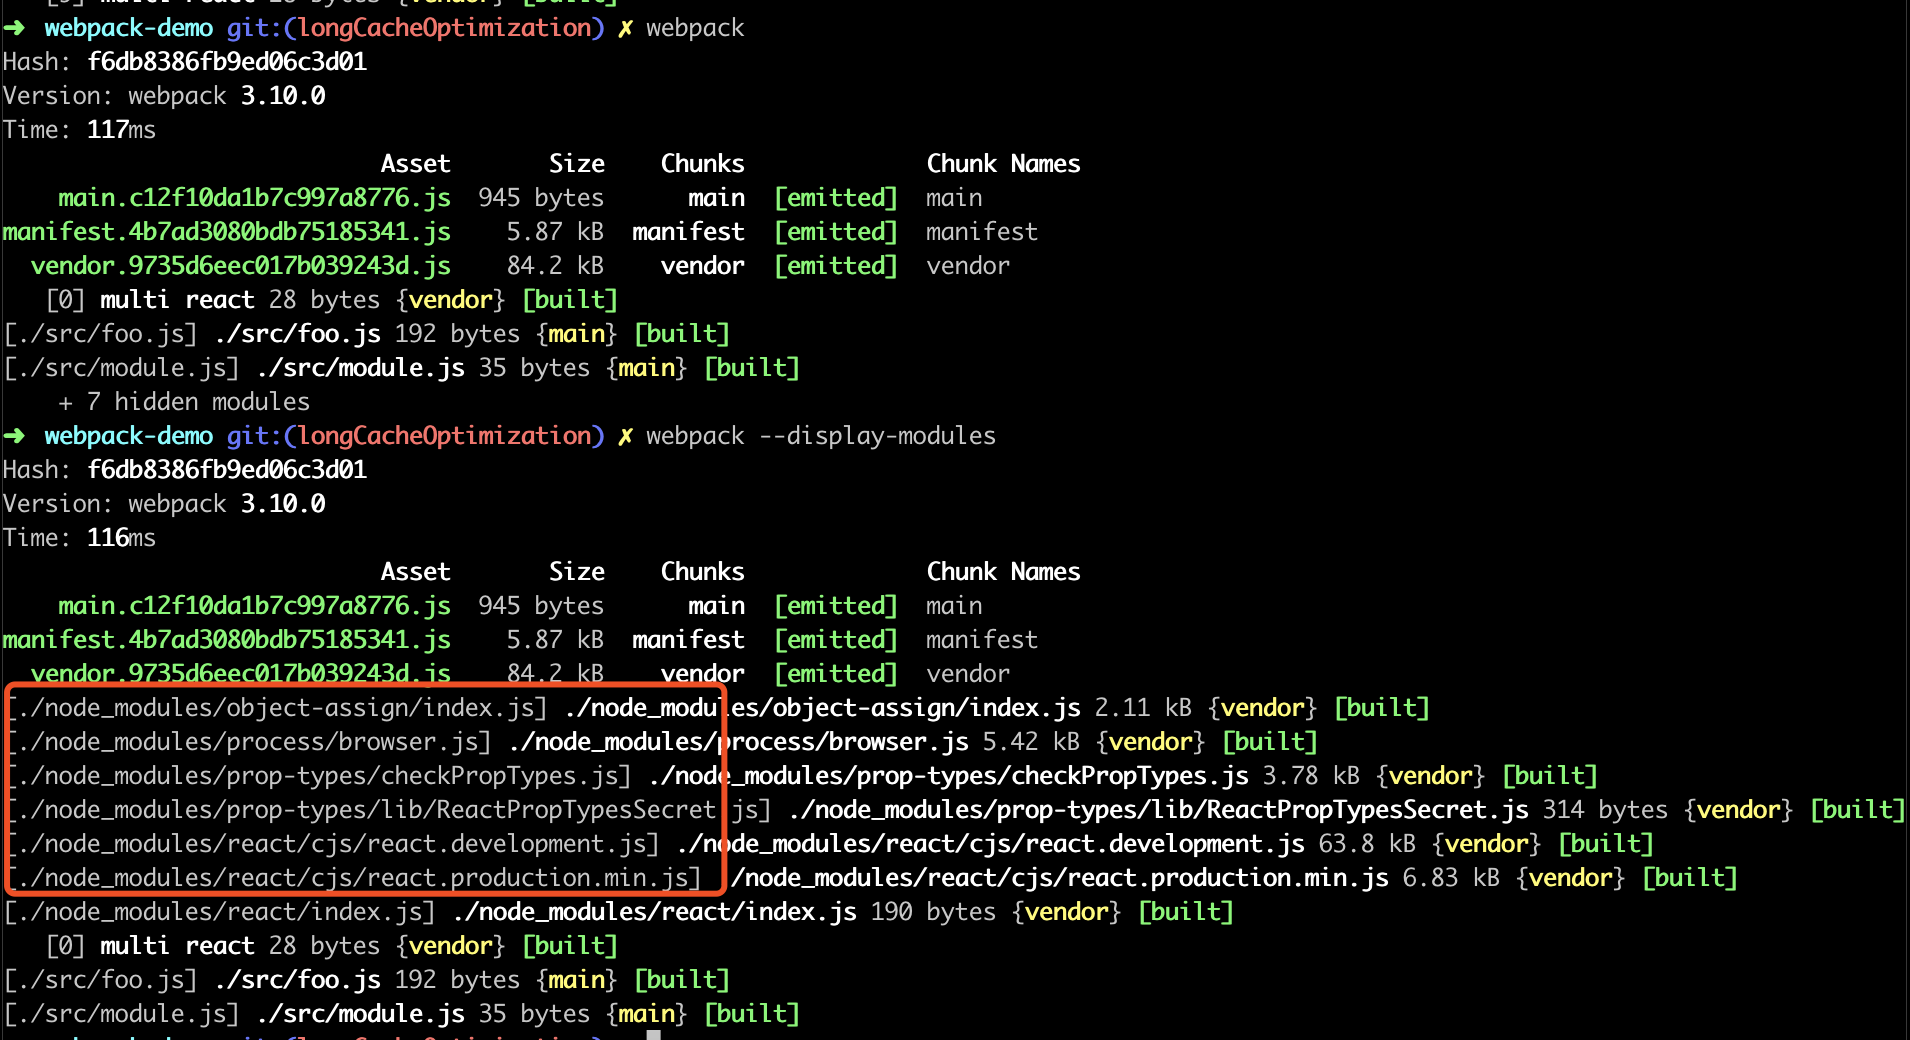 [0] multi react 28 bytes {vendor} [built]
➜ webpack-demo git:(longCacheOptimization) ✗ webpack
Hash: f6db8386fb9ed06c3d01
Version: webpack 3.10.0
Time: 117ms
Asset Size Chunks Chunk Names
main.c12f10da1b7c997a8776.js 945 bytes main [emitted] main
manifest.4b7ad3080bdb75185341.js 5.87 kB manifest [emitted] manifest
vendor.9735d6eec017b039243d.js 84.2 kB vendor [emitted] vendor
[0] multi react 28 bytes {vendor} [built]
[./src/foo.js] ./src/foo.js 192 bytes {main} [built]
[./src/module.js] ./src/module.js 35 bytes {main} [built]
+ 7 hidden modules
➜ webpack-demo git:(longCacheOptimization) ✗ webpack --display-modules
Hash: f6db8386fb9ed06c3d01
Version: webpack 3.10.0
Time: 116ms
Asset Size Chunks Chunk Names
main.c12f10da1b7c997a8776.js 945 bytes main [emitted] main
manifest.4b7ad3080bdb75185341.js 5.87 kB manifest [emitted] manifest
vendor.9735d6eec017b039243d.js 84.2 kB vendor [emitted] vendor
[./node_modules/object-assign/index.js] ./node_modules/object-assign/index.js 2.11 kB {vendor} [built]
[./node_modules/process/browser.js] ./node_modules/process/browser.js 5.42 kB {vendor} [built]
[./node_modules/prop-types/checkPropTypes.js] ./node_modules/prop-types/checkPropTypes.js 3.78 kB {vendor} [built]
[./node_modules/prop-types/lib/ReactPropTypesSecret.js] ./node_modules/prop-types/lib/ReactPropTypesSecret.js 314 bytes {vendor} [built]
[./node_modules/react/cjs/react.development.js] ./node_modules/react/cjs/react.development.js 63.8 kB {vendor} [built]
[./node_modules/react/cjs/react.production.min.js] ./node_modules/react/cjs/react.production.min.js 6.83 kB {vendor} [built]
[./node_modules/react/index.js] ./node_modules/react/index.js 190 bytes {vendor} [built]
[0] multi react 28 bytes {vendor} [built]
[./src/foo.js] ./src/foo.js 192 bytes {main} [built]
[./src/module.js] ./src/module.js 35 bytes {main} [built]
webpack-demo git:(longCacheOptimization)